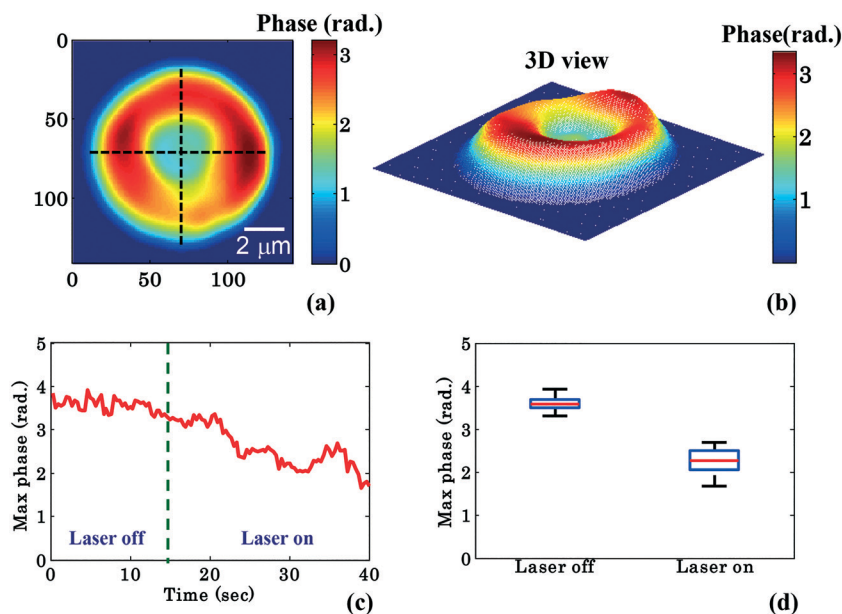 Phase (rad.)
0
50
100
0
50
100
3
2
1
0
2 μm
(a)
Phase(rad.)
3D view
3
2
1
(b)
5
4
3
2
1
0
Max phase (rad.)
Laser off
Laser on
0
10
20
30
40
Time (sec)
(c)
5
4
3
2
1
0
Max phase (rad.)
Laser off
Laser on
(d)